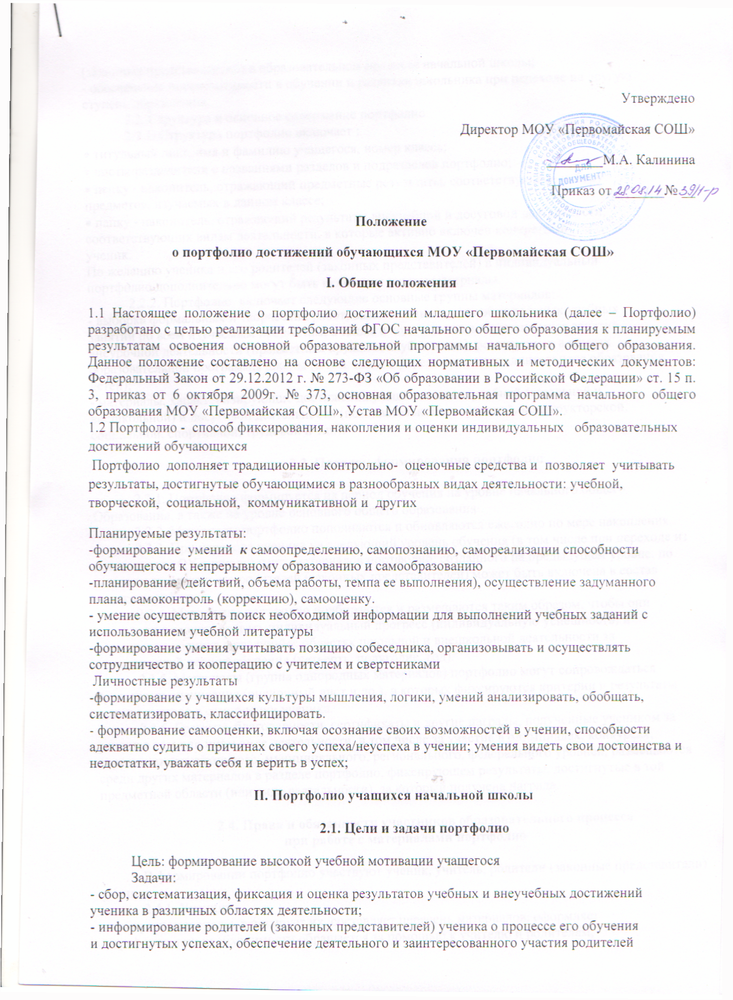 Утверждено
Директор МОУ «Первомайская СОШ»
М.А. Калинина
ДЛЯ
ДОКУМЕНТА
Приказ от 28.08.14 № 39/1-р
Положение
о портфолио достижений обучающихся МОУ «Первомайская СОШ»
I. Общие положения
1.1 Настоящее положение о портфолио достижений младшего школьника (далее – Портфолио)
разработано с целью реализации требований ФГОС начального общего образования к планируемым
результатам освоения основной образовательной программы начального общего образования.
Данное положение составлено на основе следующих нормативных и методических документов:
Федеральный Закон от 29.12.2012 г. № 273-ФЗ «Об образовании в Российской Федерации» ст. 15 п.
3, приказ от 6 октября 2009г. № 373, основная образовательная программа начального общего
образования МОУ «Первомайская СОШ», Устав МОУ «Первомайская СОШ».
1.2 Портфолио - способ фиксирования, накопления и оценки индивидуальных образовательных
достижений обучающихся
Портфолио дополняет традиционные контрольно- оценочные средства и позволяет учитывать
результаты, достигнутые обучающимися в разнообразных видах деятельности: учебной,
творческой, социальной, коммуникативной и других
Планируемые результаты:
-формирование умений к самоопределению, самопознанию, самореализации способности
обучающегося к непрерывному образованию и самообразованию
-планирование (действий, объема работы, темпа ее выполнения), осуществление задуманного
плана, самоконтроль (коррекцию), самооценку.
- умение осуществлять поиск необходимой информации для выполнений учебных заданий с
использованием учебной литературы
-формирование умения учитывать позицию собеседника, организовывать и осуществлять
сотрудничество и кооперацию с учителем и свертсниками
Личностные результаты
-формирование у учащихся культуры мышления, логики, умений анализировать, обобщать,
систематизировать, классифицировать.
- формирование самооценки, включая осознание своих возможностей в учении, способности
адекватно судить о причинах своего успеха/неуспеха в учении; умения видеть свои достоинства и
недостатки, уважать себя и верить в успех;
II. Портфолио учащихся начальной школы
2.1. Цели и задачи портфолио
Цель: формирование высокой учебной мотивации учащегося
Задачи:
- сбор, систематизация, фиксация и оценка результатов учебных и внеучебных достижений
ученика в различных областях деятельности;
- информирование родителей (законных представителей) ученика о процессе его обучения
и достигнутых успехах, обеспечение деятельного и заинтересованного участия родителей